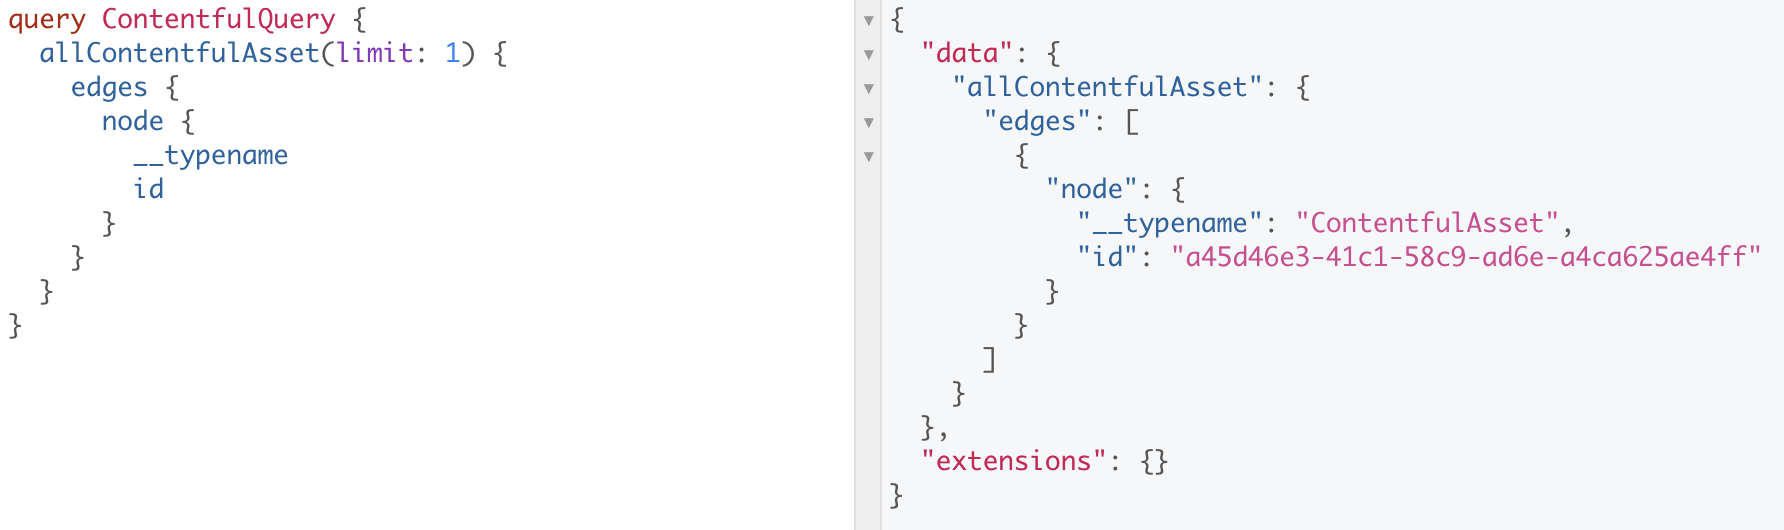 query ContentfulQuery {
  allContentfulAsset(limit: 1) {
    edges {
      node {
        __typename
        id
      }
    }
  }
}
{
  "data": {
    "allContentfulAsset": {
      "edges": [
        {
          "node": {
            "__typename": "ContentfulAsset",
            "id": "a45d46e3-41c1-58c9-ad6e-a4ca625ae4ff"
          }
        }
      ]
    }
  },
  "extensions": {}
}